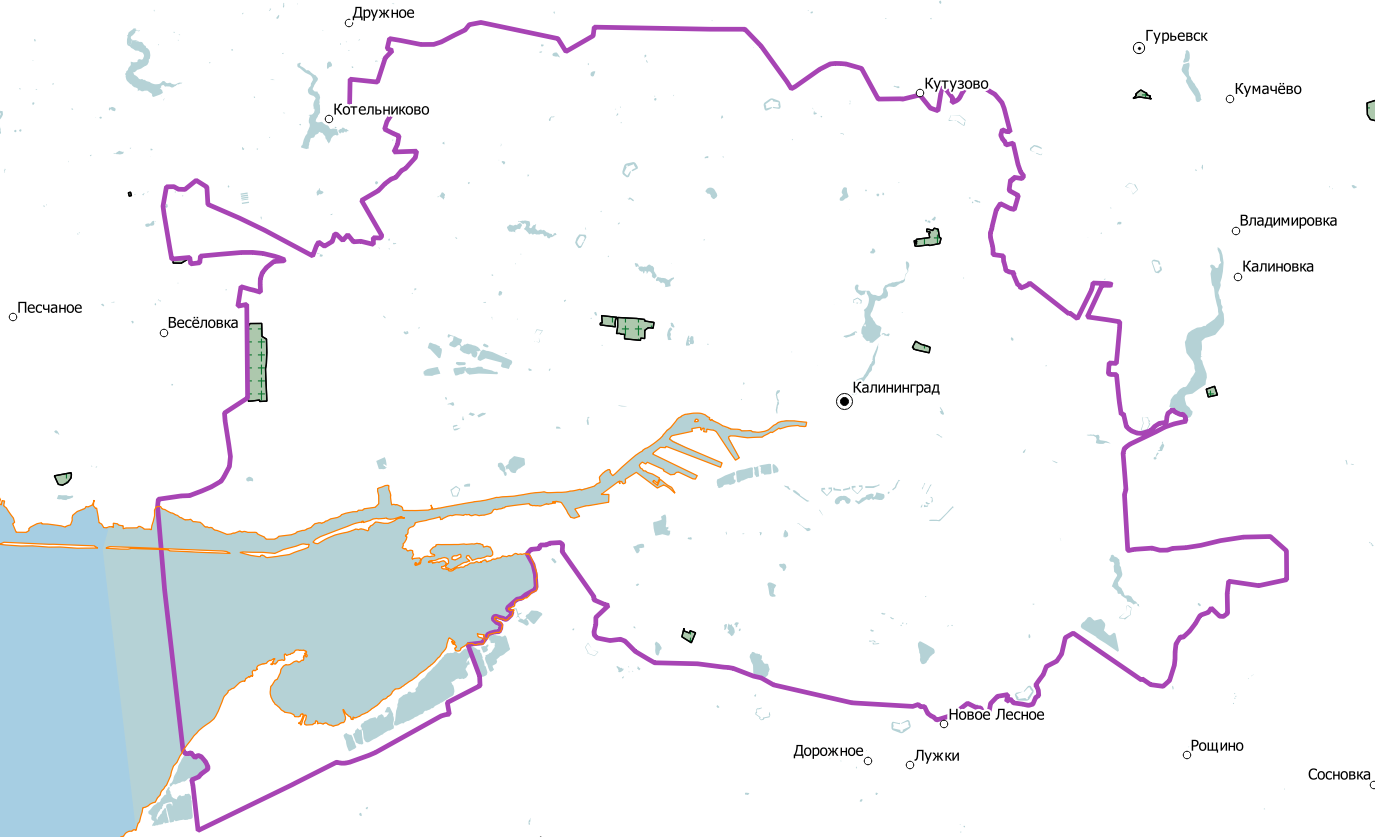 Дружное
Гурьевск
Кутузово
Кумачёво
Котельниково
Владимировка
Калиновка
Песчаное
Весёловка
Калининград
Новое Лесное
Дорожное
Лужки
Рощино
Сосновка